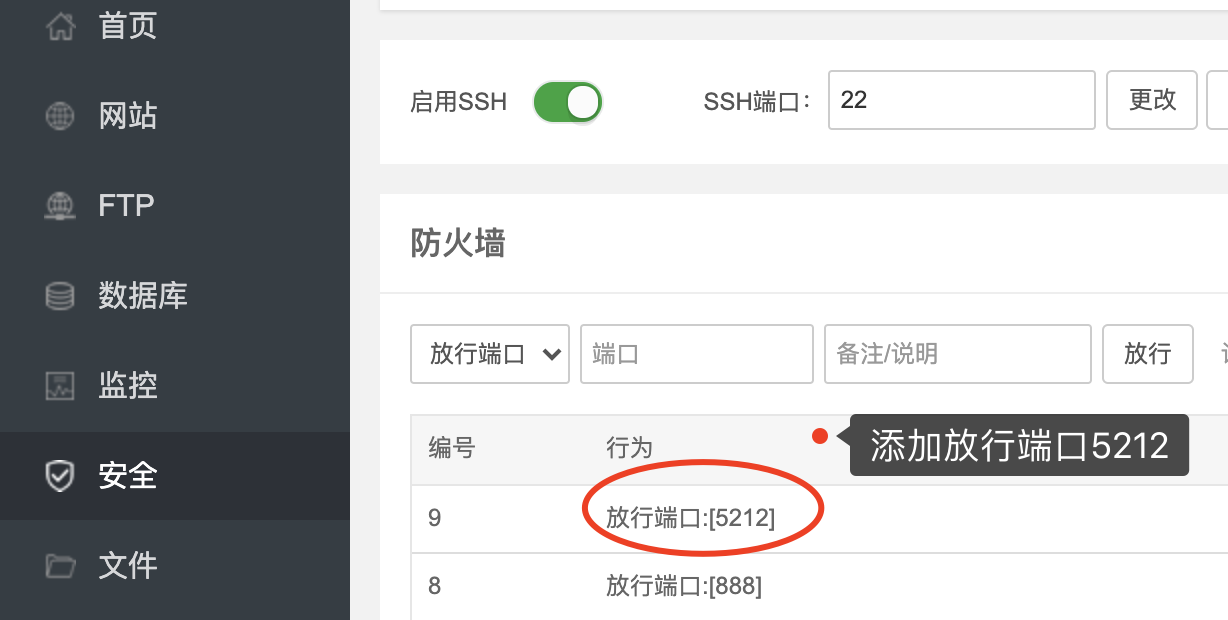 首页
网站
FTP
数据库
监控
安全
文件
启用SSH
SSH端口：
22
更改
防火墙
放行端口
端口
备注/说明
放行
编号
行为
添加放行端口5212
9
放行端口:[5212]
8
放行端口:[888]